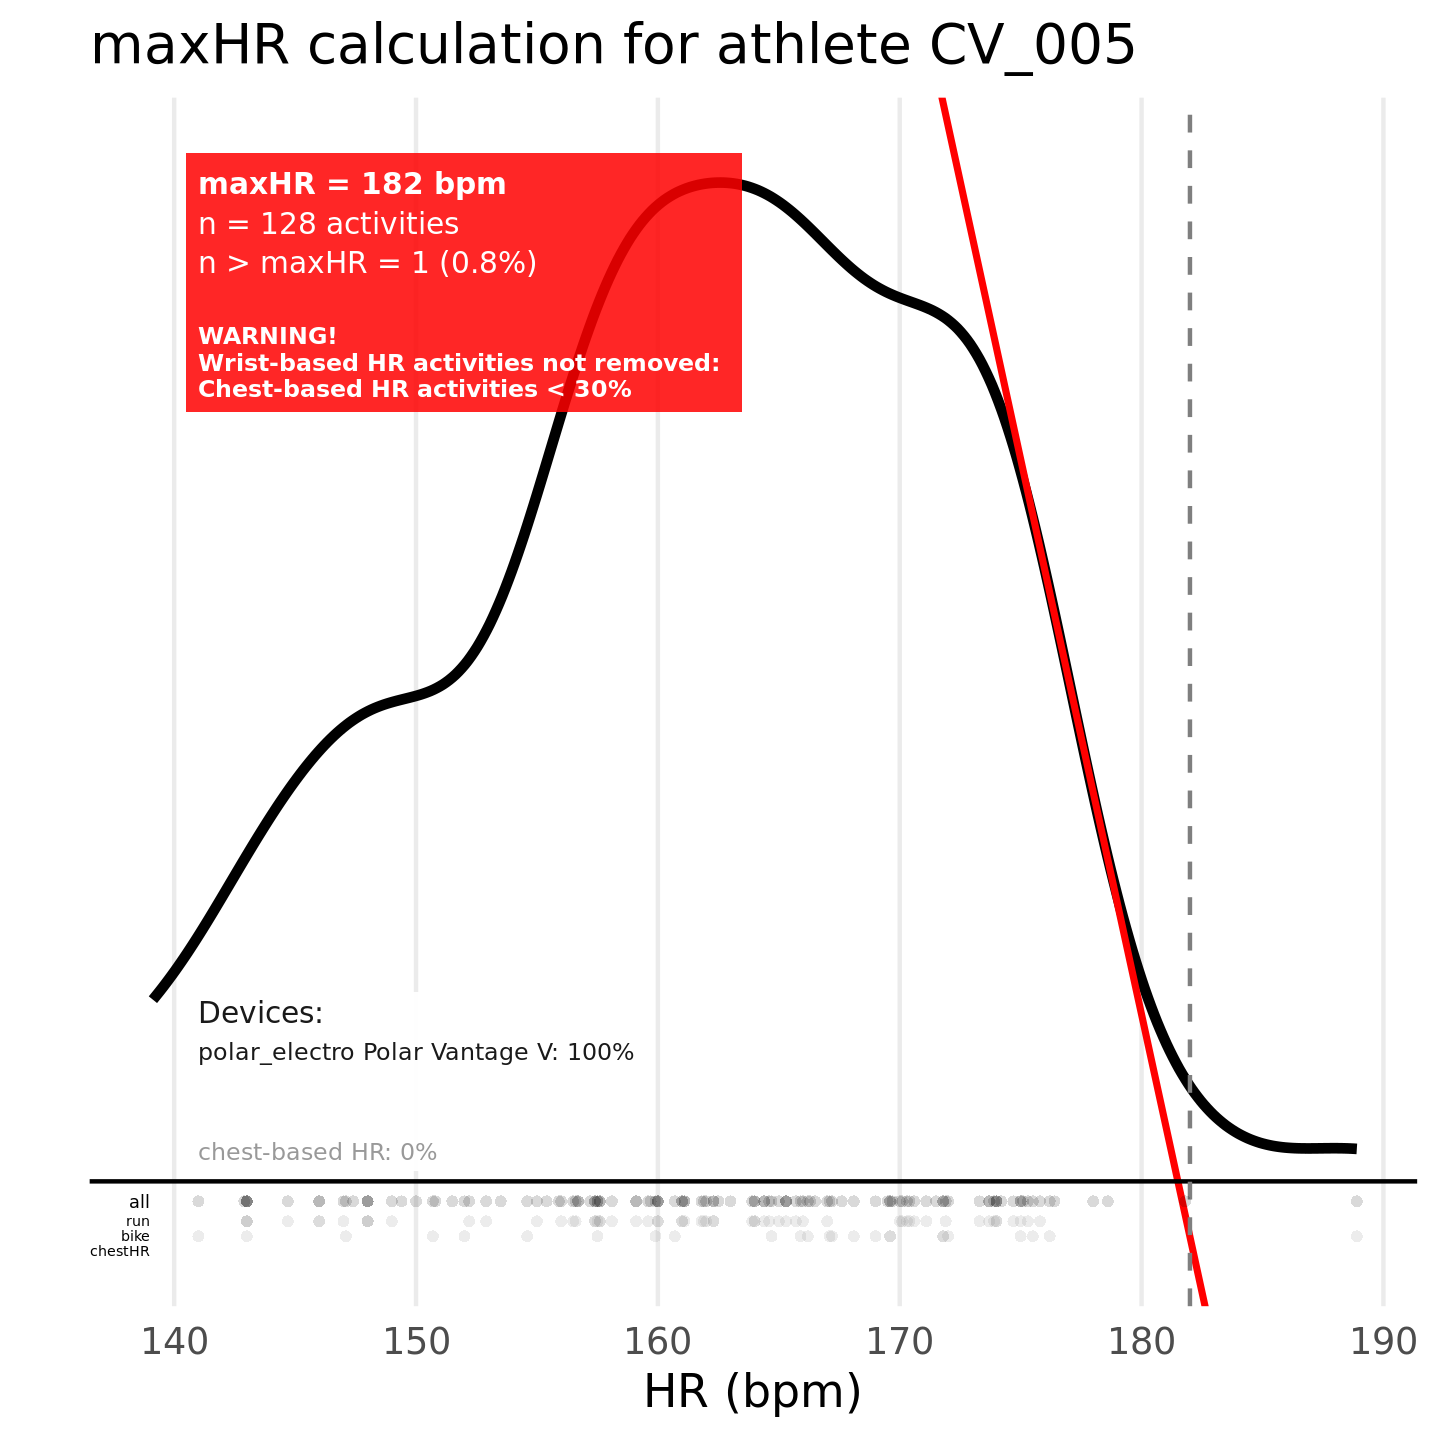 maxHR calculation for athlete CV_005
maxHR = 182 bpm
n = 128 activities
n > maxHR = 1 (0.8%)
WARNING!
Wrist-based HR activities not removed:
Chest-based HR activities < 30%
Devices:
polar_electro Polar Vantage V: 100%
chest-based HR: 0%
all
run
bike
chestHR
140 150 160 170 180 190
HR (bpm)